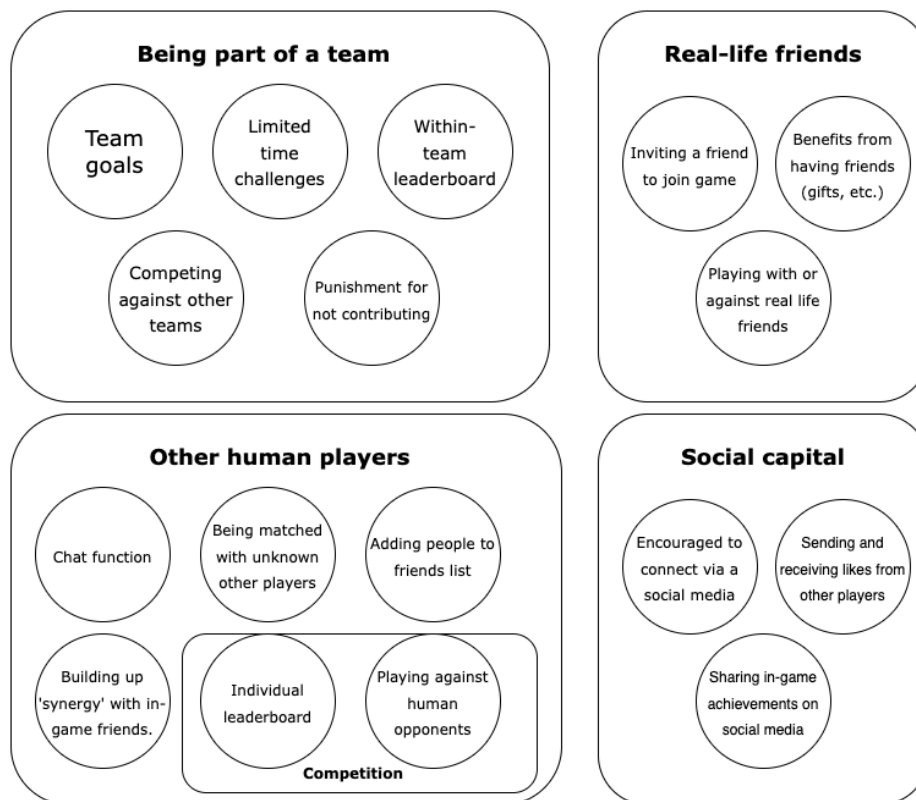 Being part of a team
Team
goals
Limited
time
challenges
Within-
team
leaderboard
Competing
against other
teams
Punishment for
not contributing
Real-life friends
Inviting a friend
to join game
Benefits from
having friends
(gifts, etc.)
Playing with or
against real life
friends
Other human players
Chat function
Being matched
with unknown
other players
Adding people to
friends list
Building up
'synergy' with in-
game friends.
Individual
leaderboard
Playing against
human
opponents
Competition
Social capital
Encouraged to
connect via a
social media
Sending and
receiving likes from
other players
Sharing in-game
achievements on
social media